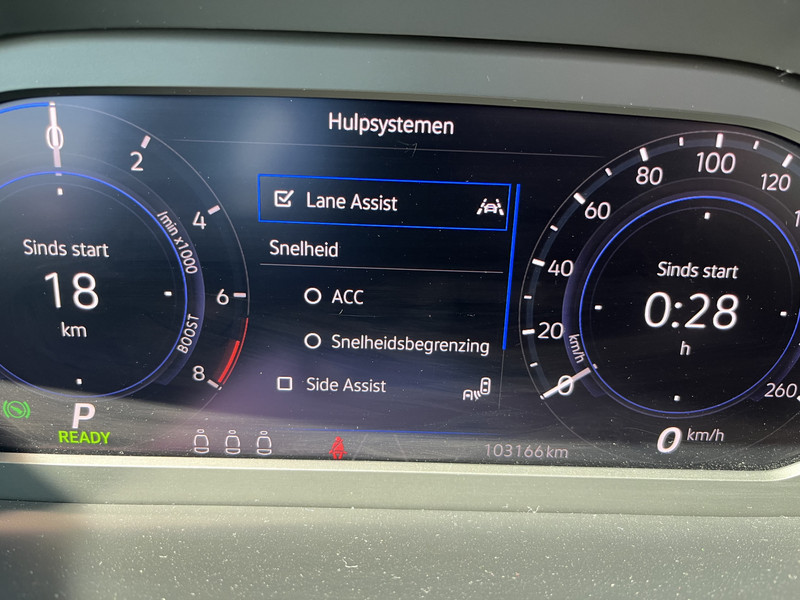 Hulpsystemen
0
2
4
6
8
/min x1000
BOOST
Sinds start
18
km
P
READY
Lane Assist
Snelheid
ACC
Snelheidsbegrenzing
Side Assist
103166 km
0
20
40
60
80
100
120
260
km/h
Sinds start
0:28
h
0 km/h